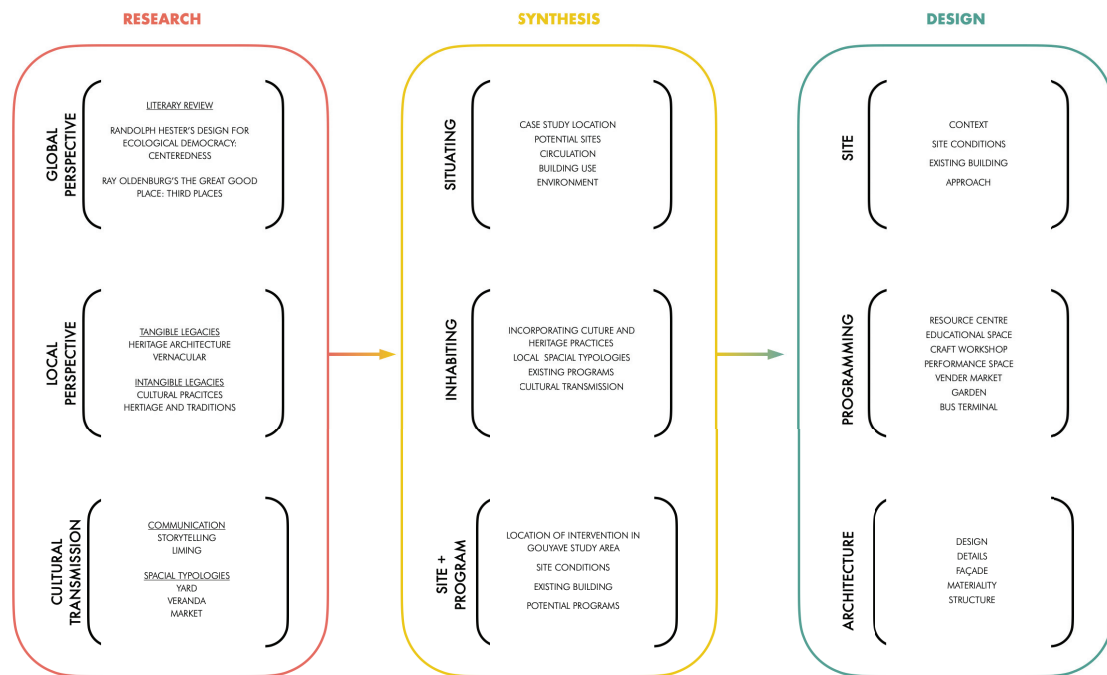 RESEARCH
GLOBAL
PERSPECTIVE
LITERARY REVIEW
RANDOLPH HESTER'S DESIGN FOR
ECOLOGICAL DEMOCRACY:
CENTEREDNESS
RAY OLDENBURG'S THE GREAT GOOD
PLACE: THIRD PLACES
LOCAL
PERSPECTIVE
TANGIBLE LEGACIES
HERITAGE ARCHITECTURE
VERNACULAR
INTANGIBLE LEGACIES
CULTURAL PRACITCES
HERTIAGE AND TRADITIONS
CULTURAL
TRANSMISSION
COMMUNICATION
STORYTELLING
LIMING
SPACIAL TYPOLOGIES
YARD
VERANDA
MARKET
SYNTHESIS
SITUATING
CASE STUDY LOCATION
POTENTIAL SITES
CIRCULATION
BUILDING USE
ENVIRONMENT
INHABITING
INCORPORATING CUTURE AND
HERITAGE PRACTICES
LOCAL SPACIAL TYPOLOGIES
EXISTING PROGRAMS
CULTURAL TRANSMISSION
SITE +
PROGRAM
LOCATION OF INTERVENTION IN
GOUYAVE STUDY AREA
SITE CONDITIONS
EXISTING BUILDING
POTENTIAL PROGRAMS
DESIGN
SITE
CONTEXT
SITE CONDITIONS
EXISTING BUILDING
APPROACH
PROGRAMMING
RESOURCE CENTRE
EDUCATIONAL SPACE
CRAFT WORKSHOP
PERFORMANCE SPACE
VENDER MARKET
GARDEN
BUS TERMINAL
ARCHITECTURE
DESIGN
DETAILS
FAÇADE
MATERIALITY
STRUCTURE